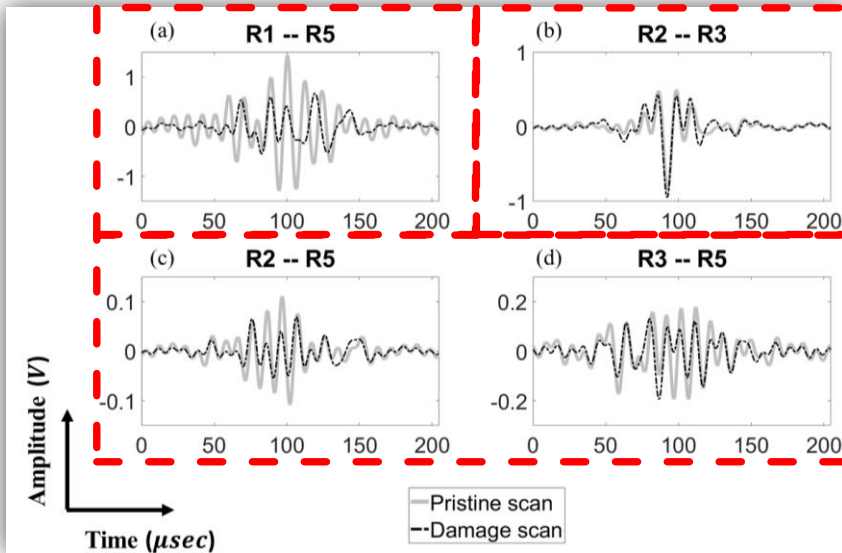 (a) R1 -- R5
1
0
-1
0 50 100 150 200
(b) R2 -- R3
1
0
-1
0 50 100 150 200
(c) R2 -- R5
0.1
0
-0.1
0 50 100 150 200
(d) R3 -- R5
0.2
0
-0.2
0 50 100 150 200
Amplitude (V)
Time (μsec)
Pristine scan
Damage scan